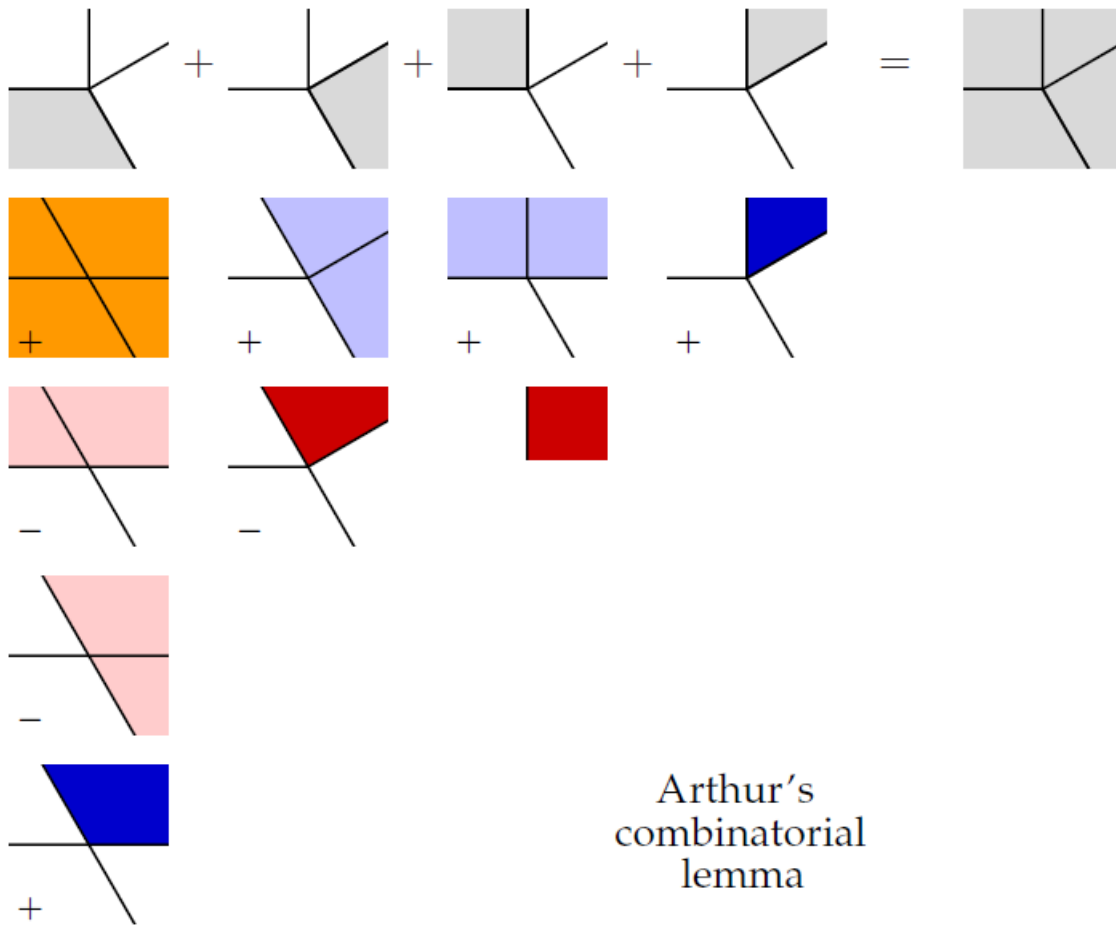 + + + =
+ + + +
− −
−
+
Arthur's
combinatorial
lemma